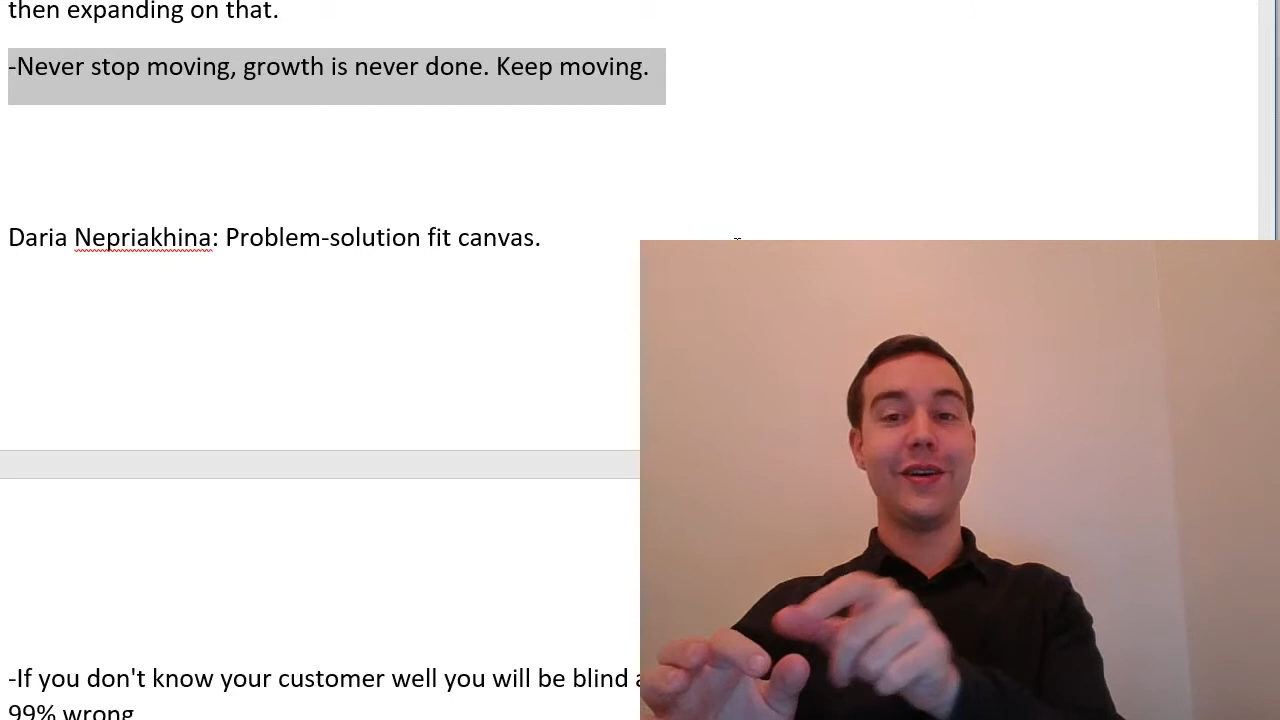 then expanding on that.
-Never stop moving, growth is never done. Keep moving.
Daria Nepriakhina: Problem-solution fit canvas.
-If you don't know your customer well you will be blind
99% wrong